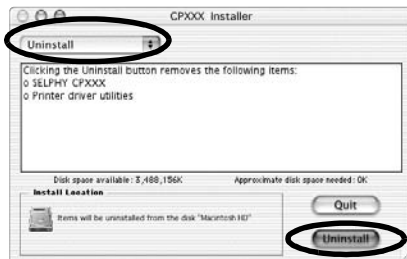 CPXXX Installer
Uninstall
Clicking the Uninstall button removes the following items:
o SELPHY CPXXX
o Printer driver utilities
Disk space available: 3,488,156K Approximate disk space needed: 0K
Install Location
Items will be uninstalled from the disk "Macintosh HD"
Quit
Uninstall